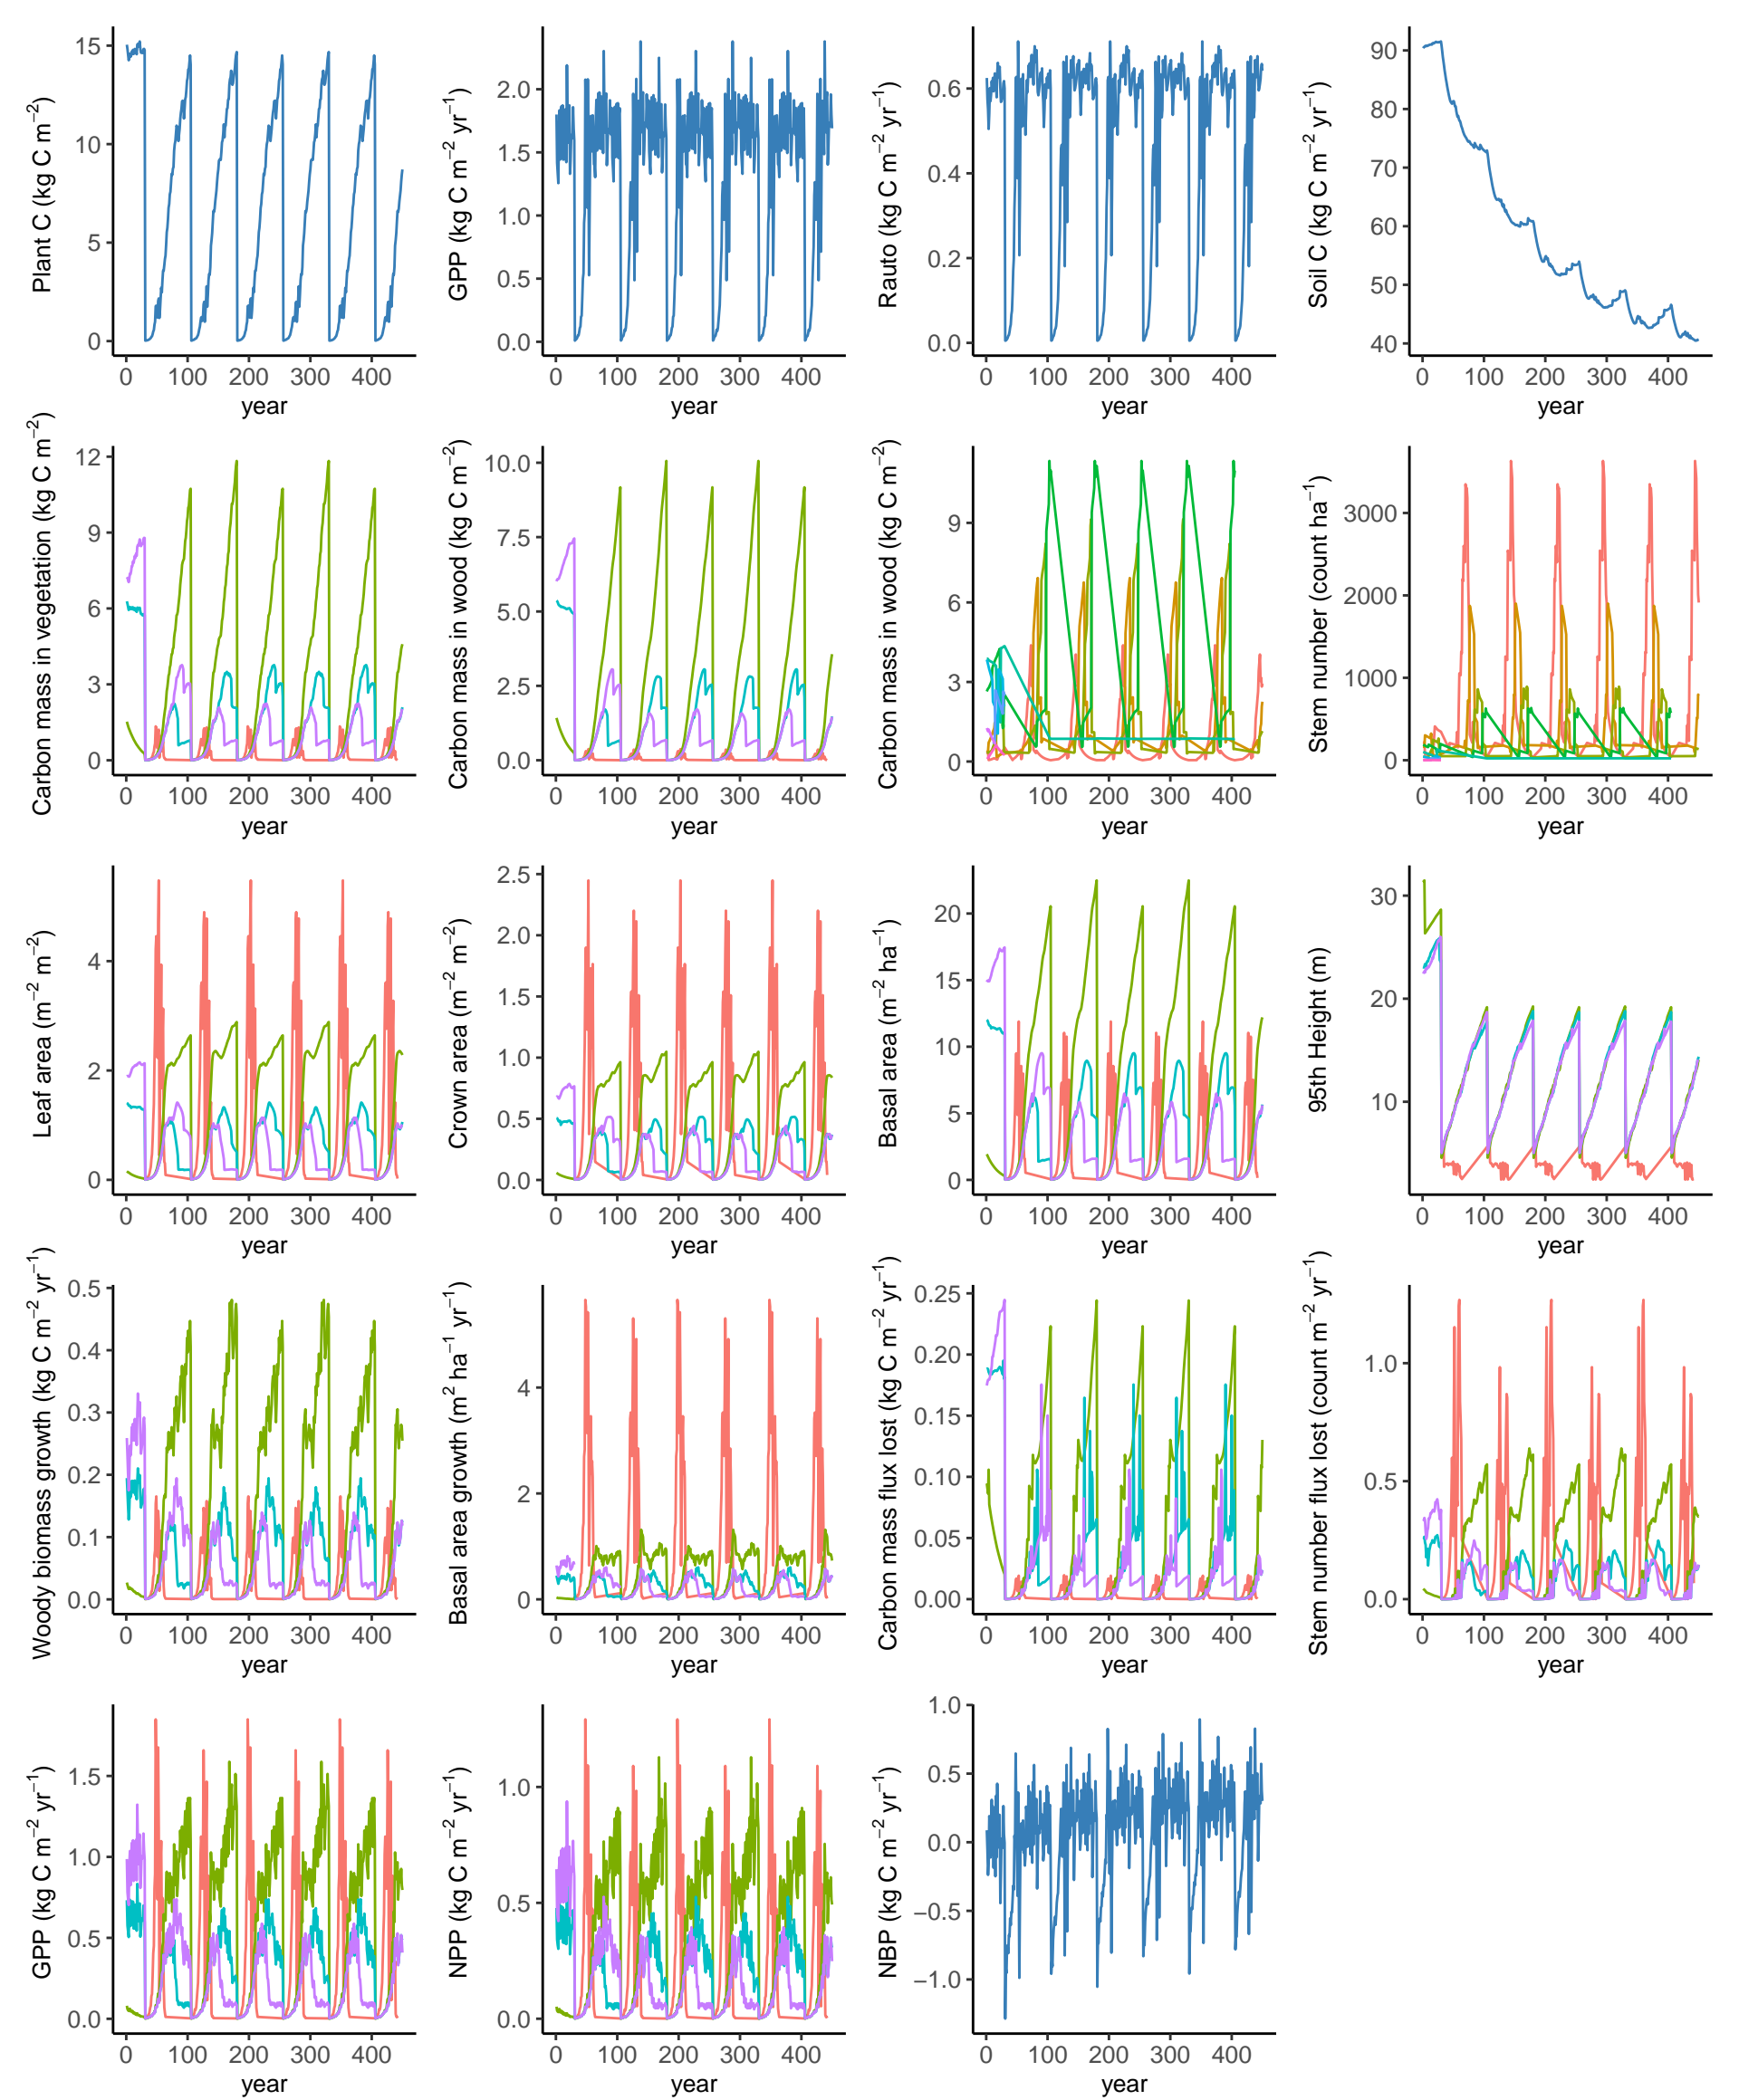 Plant C (kg C m⁻²)
15
10
5
0
0 100 200 300 400
year
GPP (kg C m⁻² yr⁻¹)
2.0
1.5
1.0
0.5
0.0
0 100 200 300 400
year
Rauto (kg C m⁻² yr⁻¹)
0.6
0.4
0.2
0.0
0 100 200 300 400
year
Soil C (kg C m⁻² yr⁻¹)
90
80
70
60
50
40
0 100 200 300 400
year
Carbon mass in vegetation (kg C m⁻²)
12
9
6
3
0
0 100 200 300 400
year
Carbon mass in wood (kg C m⁻²)
10.0
7.5
5.0
2.5
0.0
0 100 200 300 400
year
Carbon mass in wood (kg C m⁻²)
9
6
3
0
0 100 200 300 400
year
Stem number (count ha⁻¹)
3000
2000
1000
0
0 100 200 300 400
year
Leaf area (m⁻² m⁻²)
4
2
0
0 100 200 300 400
year
Crown area (m⁻² m⁻²)
2.5
2.0
1.5
1.0
0.5
0.0
0 100 200 300 400
year
Basal area (m⁻² ha⁻¹)
20
15
10
5
0
0 100 200 300 400
year
95th Height (m)
30
20
10
0 100 200 300 400
year
Woody biomass growth (kg C m⁻² yr⁻¹)
0.5
0.4
0.3
0.2
0.1
0.0
0 100 200 300 400
year
Basal area growth (m² ha⁻¹ yr⁻¹)
4
2
0
0 100 200 300 400
year
Carbon mass flux lost (kg C m⁻² yr⁻¹)
0.25
0.20
0.15
0.10
0.05
0.00
0 100 200 300 400
year
Stem number flux lost (count m⁻² yr⁻¹)
1.0
0.5
0.0
0 100 200 300 400
year
GPP (kg C m⁻² yr⁻¹)
1.5
1.0
0.5
0.0
0 100 200 300 400
year
NPP (kg C m⁻² yr⁻¹)
1.0
0.5
0.0
0 100 200 300 400
year
NBP (kg C m⁻² yr⁻¹)
1.0
0.5
0.0
−0.5
−1.0
0 100 200 300 400
year